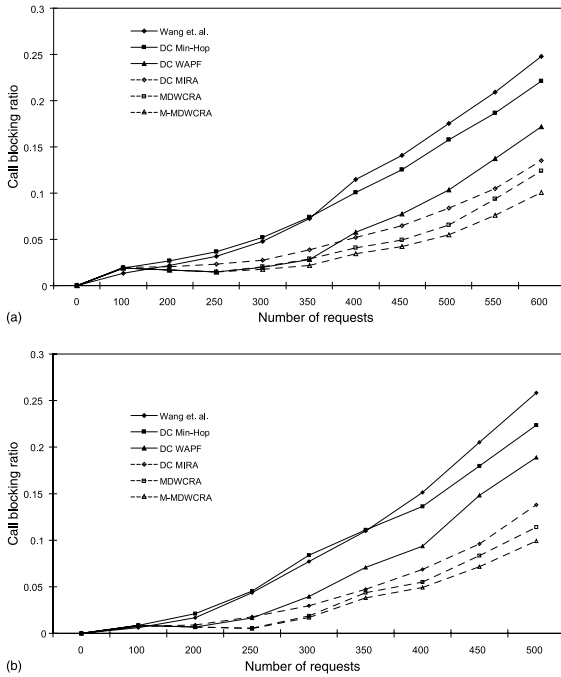 0.3
0.25
0.2
0.15
0.1
0.05
0
Call blocking ratio
Wang et. al.
DC Min-Hop
DC WAPF
DC MIRA
MDWCRA
M-MDWCRA
0 100 200 250 300 350 400 450 500 550 600
(a)
Number of requests
0.3
0.25
0.2
0.15
0.1
0.05
0
Call blocking ratio
Wang et. al.
DC Min-Hop
DC WAPF
DC MIRA
MDWCRA
M-MDWCRA
0 100 200 250 300 350 400 450 500
(b)
Number of requests